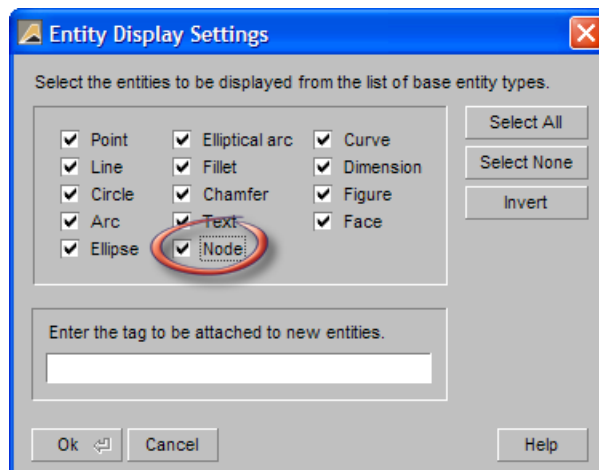 Entity Display Settings
Select the entities to be displayed from the list of base entity types.
Point Elliptical arc Curve
Line Fillet Dimension
Circle Chamfer Figure
Arc Text Face
Ellipse Node
Select All
Select None
Invert
Enter the tag to be attached to new entities.
Ok Cancel Help